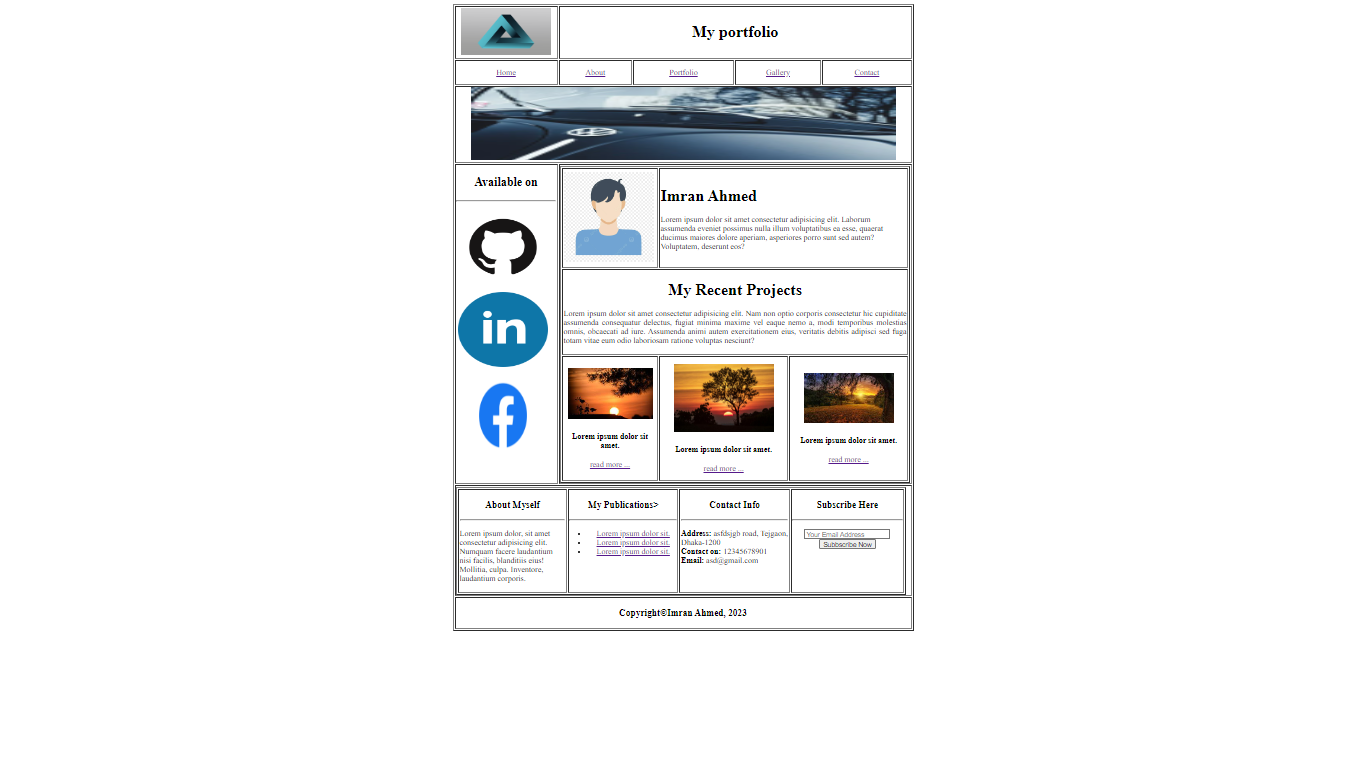 My portfolio
Home About Portfolio Gallery Contact
Available on
in
Imran Ahmed
Lorem ipsum dolor sit amet consectetur adipisicing elit. Laborum
assumenda eveniet possimus nulla illum voluptatibus ea esse, quaerat
ducimus maiores dolore aperiam, asperiores porro sunt sed autem?
Voluptatem, deserunt eos?
My Recent Projects
Lorem ipsum dolor sit amet consectetur adipisicing elit. Nam non optio corporis consectetur hic cupiditate
assumenda consequatur delectus, fugiat minima maxime vel eaque nemo a, modi temporibus molestias
omnis, obcaecati ad iure. Assumenda animi autem exercitationem eius, veritatis debitis adipisci sed fuga
totam vitae eum odio laboriosam ratione voluptas nesciunt?
Lorem ipsum dolor sit
amet.
read more ...
Lorem ipsum dolor sit amet.
read more ...
Lorem ipsum dolor sit amet.
read more ...
About Myself
Lorem ipsum dolor, sit amet
consectetur adipisicing elit.
Numquam facere laudantium
nisi facilis, blanditiis eius!
Mollitia, culpa. Inventore,
laudantium corporis.
My Publications>
Lorem ipsum dolor sit.
Lorem ipsum dolor sit.
Lorem ipsum dolor sit.
Contact Info
Address: asfdsjgb road, Tejgaon,
Dhaka-1200
Contact on: 12345678901
Email: asd@gmail.com
Subscribe Here
Your Email Address
Subbscribe Now
Copyright©Imran Ahmed, 2023